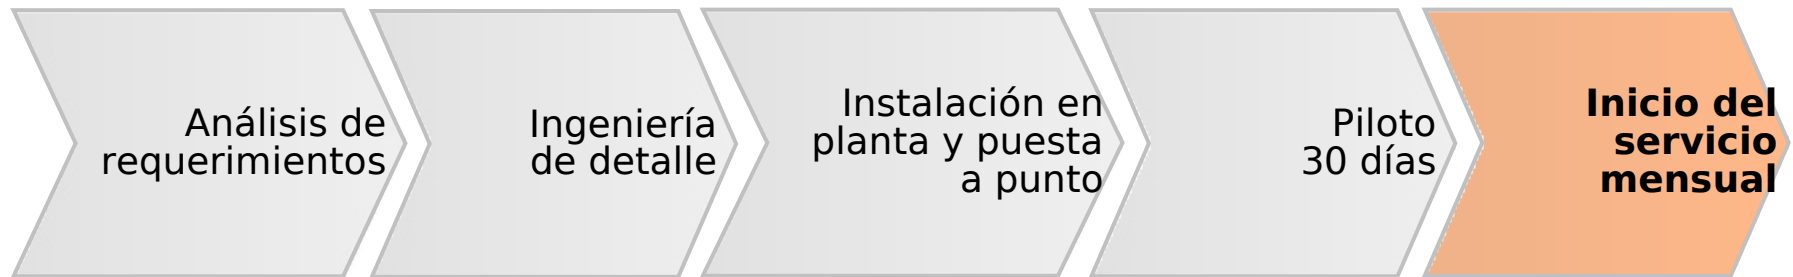 Análisis de
requerimientos
Ingeniería
de detalle
Instalación en
planta y puesta
a punto
Piloto
30 días
Inicio del
servicio
mensual